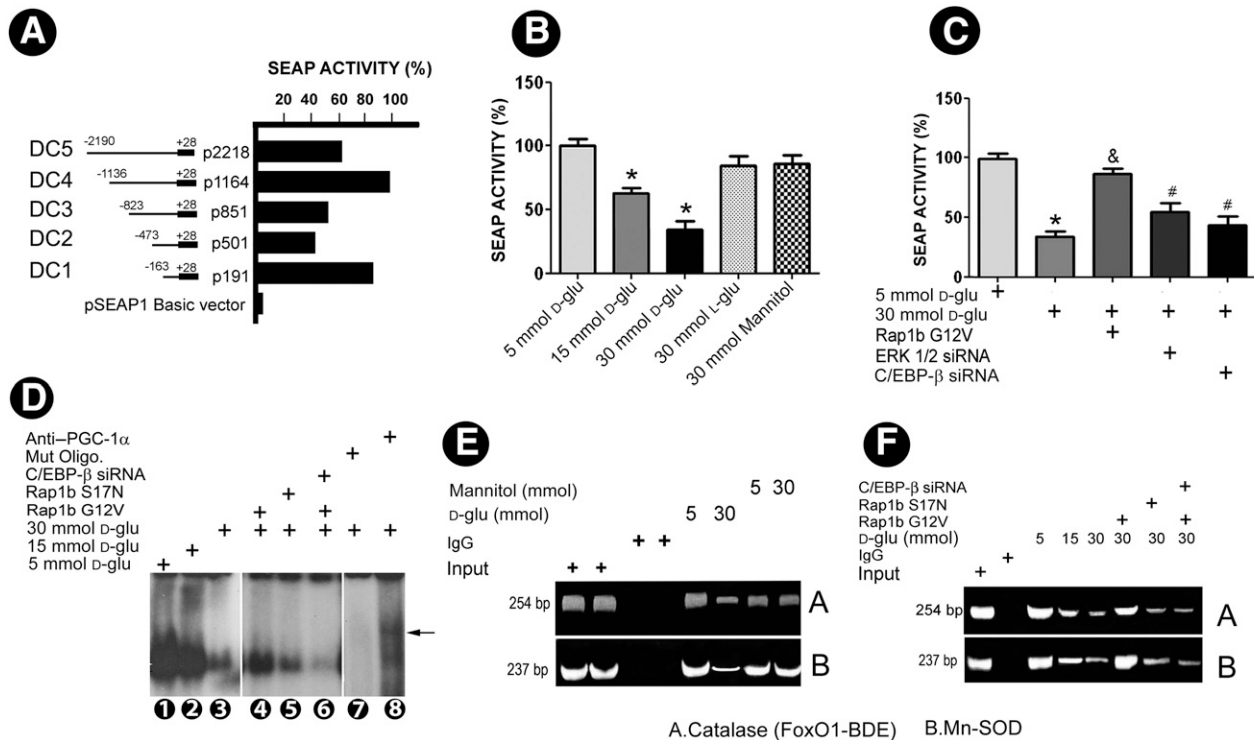 A
SEAP ACTIVITY (%)
20 40 60 80 100
DC5 -2190 +28 p2218
DC4 -1136 +28 p1164
DC3 -823 +28 p851
DC2 -473 +28 p501
DC1 -163 +28 p191
pSEAP1 Basic vector
B
SEAP ACTIVITY (%)
150
100
50
0
* *
5 mmol D-glu
15 mmol D-glu
30 mmol D-glu
30 mmol L-glu
30 mmol Mannitol
C
SEAP ACTIVITY (%)
150
100
50
0
* & # #
5 mmol D-glu +
30 mmol D-glu + + + +
Rap1b G12V +
ERK 1/2 siRNA +
C/EBP-β siRNA +
D
Anti–PGC-1α +
Mut Oligo. +
C/EBP-β siRNA +
Rap1b S17N +
Rap1b G12V + +
30 mmol D-glu + + + + + +
15 mmol D-glu +
5 mmol D-glu +
1 2 3 4 5 6 7 8
E
Mannitol (mmol) 5 30
D-glu (mmol) 5 30
IgG + +
Input + +
254 bp A
237 bp B
F
C/EBP-β siRNA +
Rap1b S17N +
Rap1b G12V + +
D-glu (mmol) 5 15 30 30 30 30
IgG +
Input +
254 bp A
237 bp B
A.Catalase (FoxO1-BDE) B.Mn-SOD